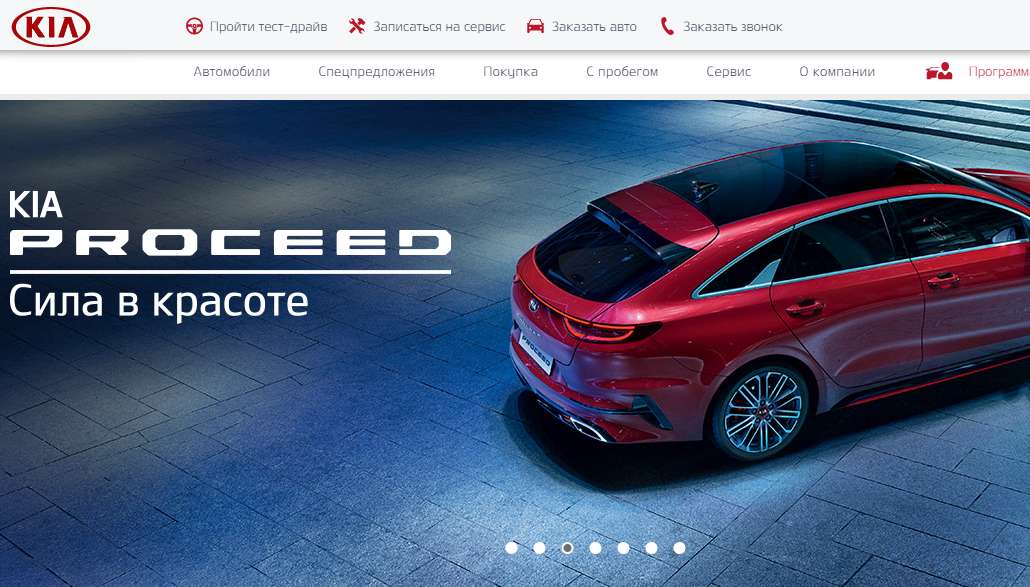 KIA
Пройти тест-драйв
Записаться на сервис
Заказать авто
Заказать звонок
Автомобили
Спецпредложения
Покупка
С пробегом
Сервис
О компании
Программ
KIA
PROCEED
Сила в красоте
PROCEED